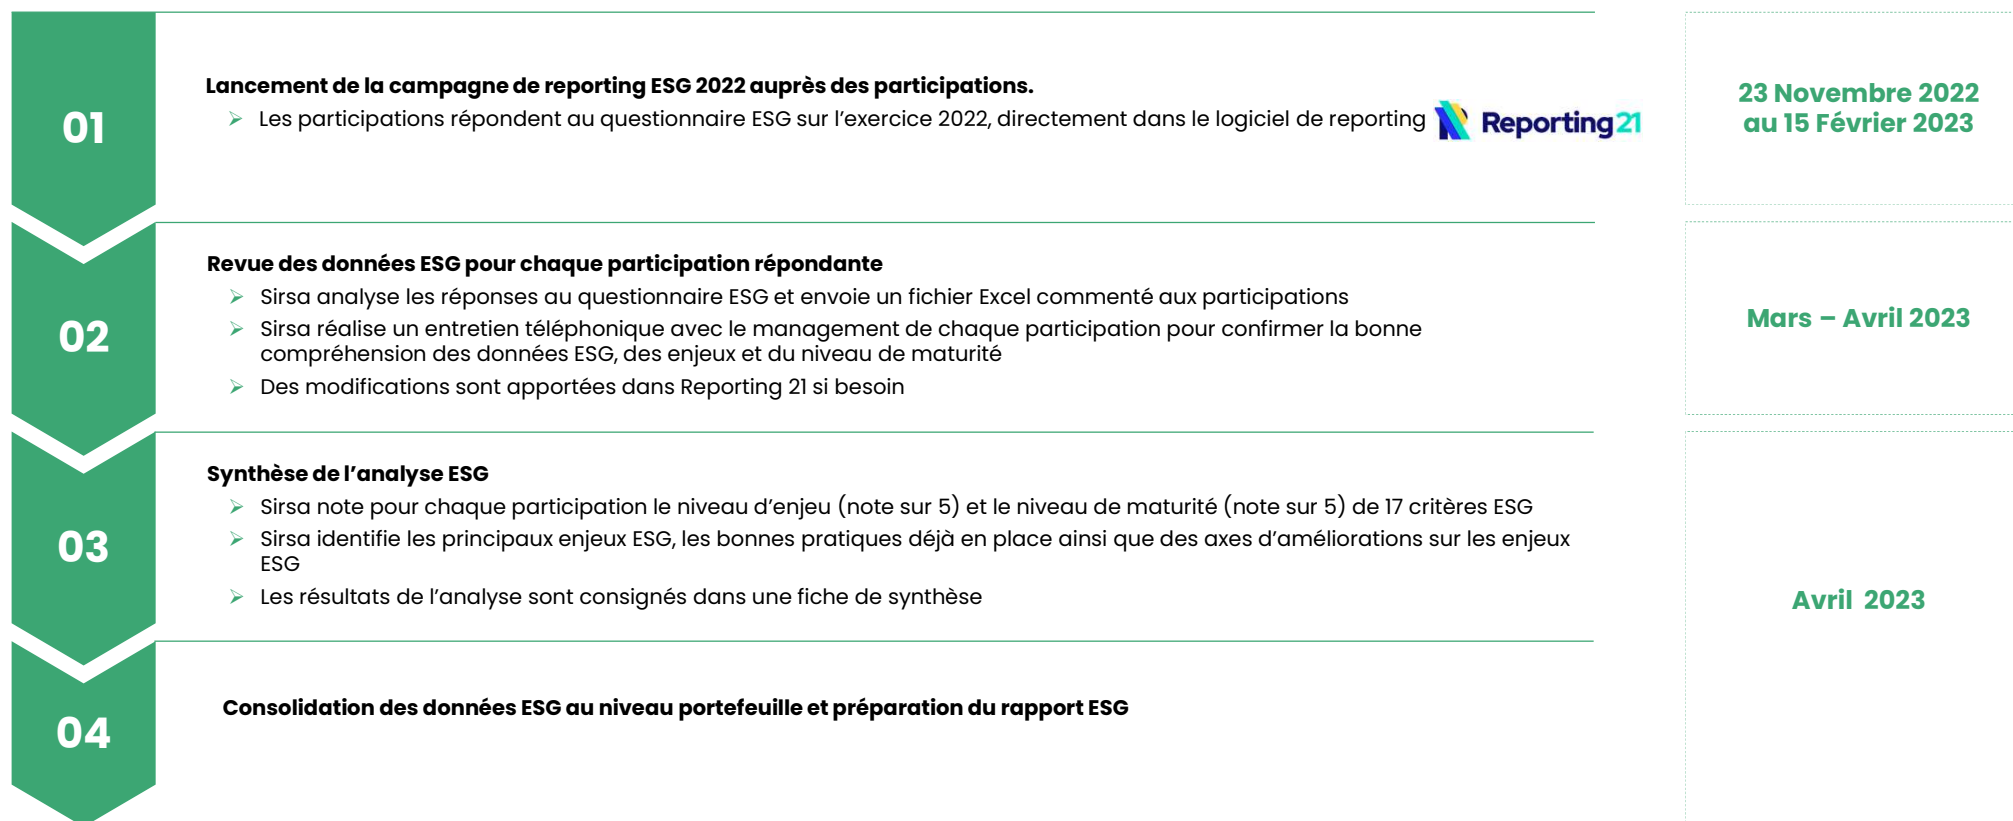 01
Lancement de la campagne de reporting ESG 2022 auprès des participations.
➢ Les participations répondent au questionnaire ESG sur l’exercice 2022, directement dans le logiciel de reporting Reporting21
23 Novembre 2022
au 15 Février 2023
02
Revue des données ESG pour chaque participation répondante
➢ Sirsa analyse les réponses au questionnaire ESG et envoie un fichier Excel commenté aux participations
➢ Sirsa réalise un entretien téléphonique avec le management de chaque participation pour confirmer la bonne
compréhension des données ESG, des enjeux et du niveau de maturité
➢ Des modifications sont apportées dans Reporting 21 si besoin
Mars – Avril 2023
03
Synthèse de l’analyse ESG
➢ Sirsa note pour chaque participation le niveau d’enjeu (note sur 5) et le niveau de maturité (note sur 5) de 17 critères ESG
➢ Sirsa identifie les principaux enjeux ESG, les bonnes pratiques déjà en place ainsi que des axes d’améliorations sur les enjeux
ESG
➢ Les résultats de l’analyse sont consignés dans une fiche de synthèse
Avril 2023
04
Consolidation des données ESG au niveau portefeuille et préparation du rapport ESG